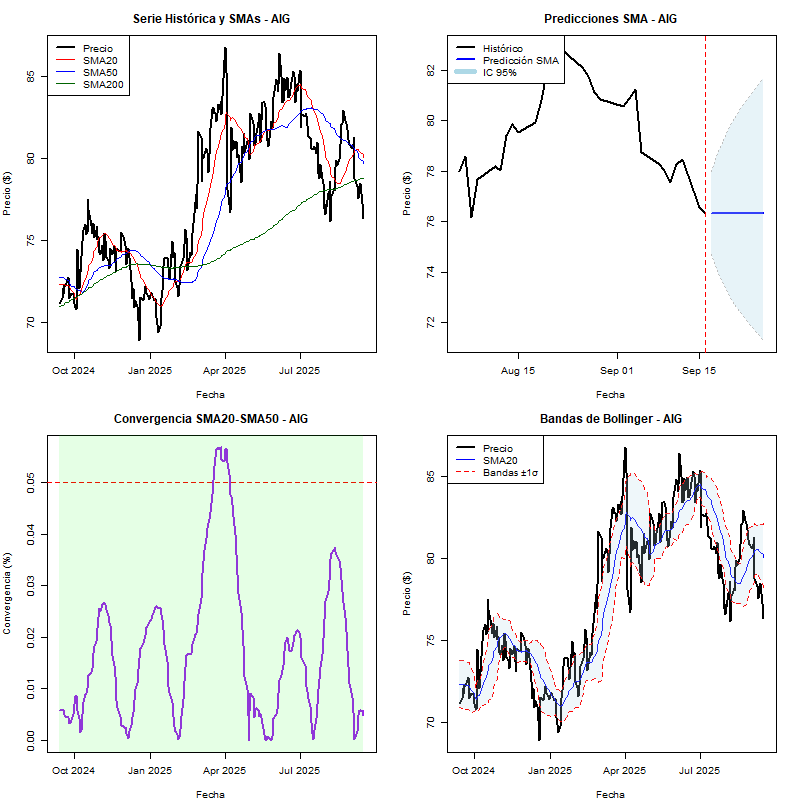 Serie Histórica y SMAs - AIG
Precio
SMA20
SMA50
SMA200
Precio ($)
85
80
75
70
Oct 2024
Jan 2025
Apr 2025
Jul 2025
Fecha
Predicciones SMA - AIG
Histórico
Predicción SMA
IC 95%
Precio ($)
82
80
78
76
74
72
Aug 15
Sep 01
Sep 15
Fecha
Convergencia SMA20-SMA50 - AIG
Convergencia (%)
0.05
0.04
0.03
0.02
0.01
0.00
Oct 2024
Jan 2025
Apr 2025
Jul 2025
Fecha
Bandas de Bollinger - AIG
Precio
SMA20
Bandas ±1σ
Precio ($)
85
80
75
70
Oct 2024
Jan 2025
Apr 2025
Jul 2025
Fecha